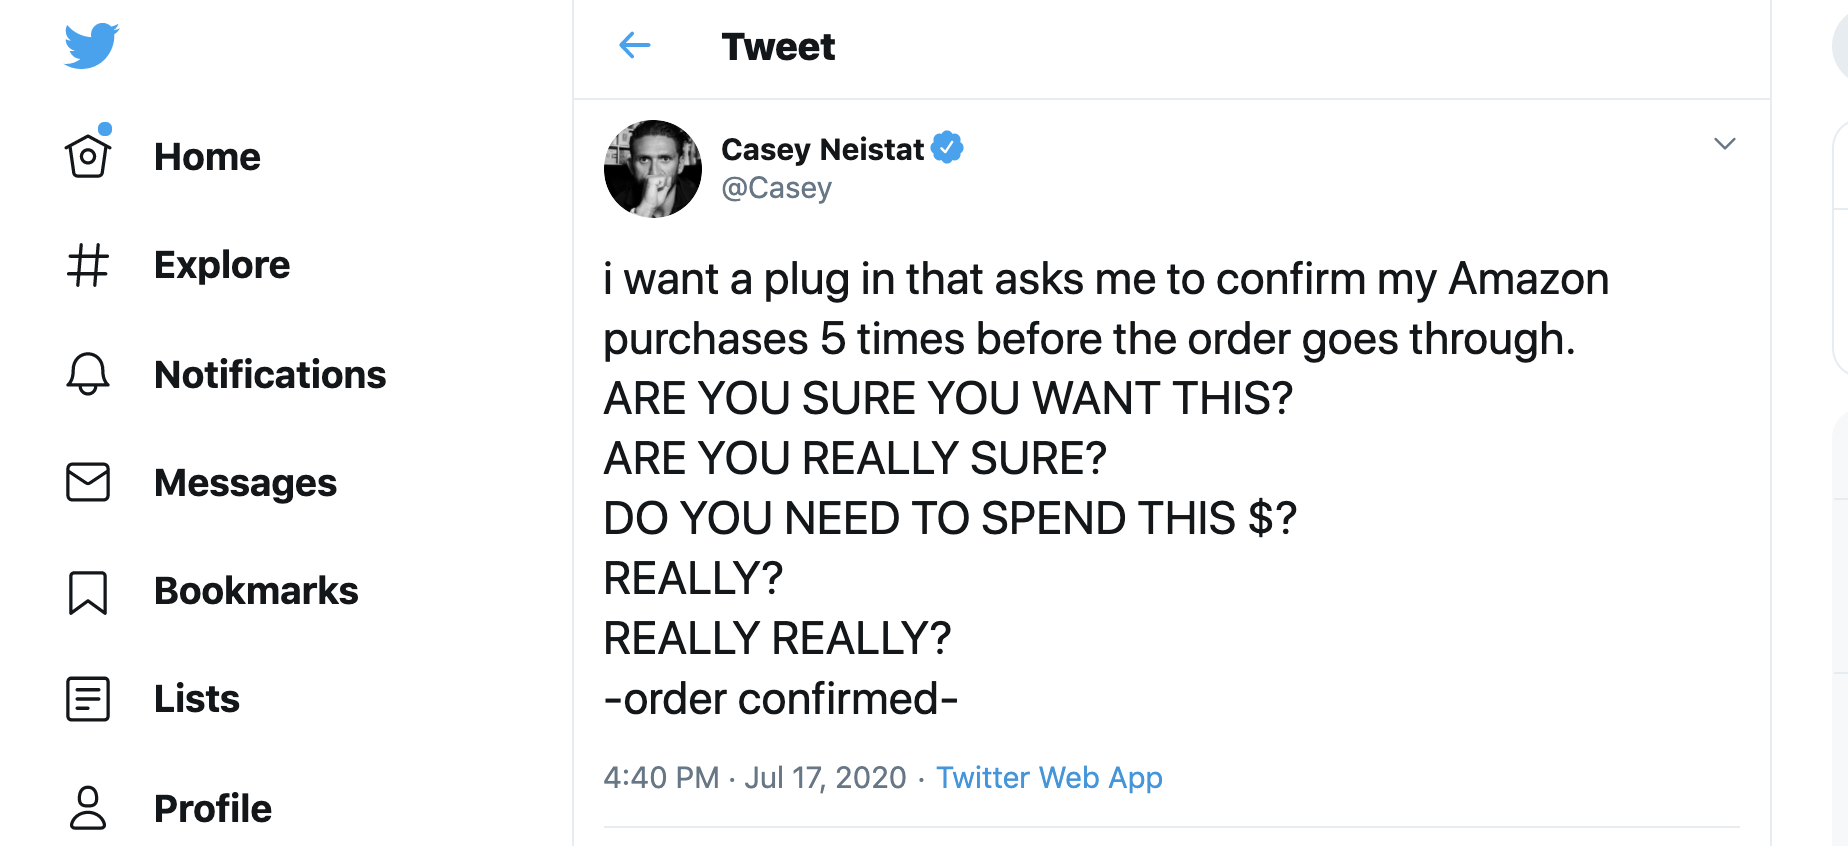 Home
Explore
Notifications
Messages
Bookmarks
Lists
Profile
Tweet
Casey Neistat
@Casey
i want a plug in that asks me to confirm my Amazon
purchases 5 times before the order goes through.
ARE YOU SURE YOU WANT THIS?
ARE YOU REALLY SURE?
DO YOU NEED TO SPEND THIS $?
REALLY?
REALLY REALLY?
-order confirmed-
4:40 PM · Jul 17, 2020 · Twitter Web App